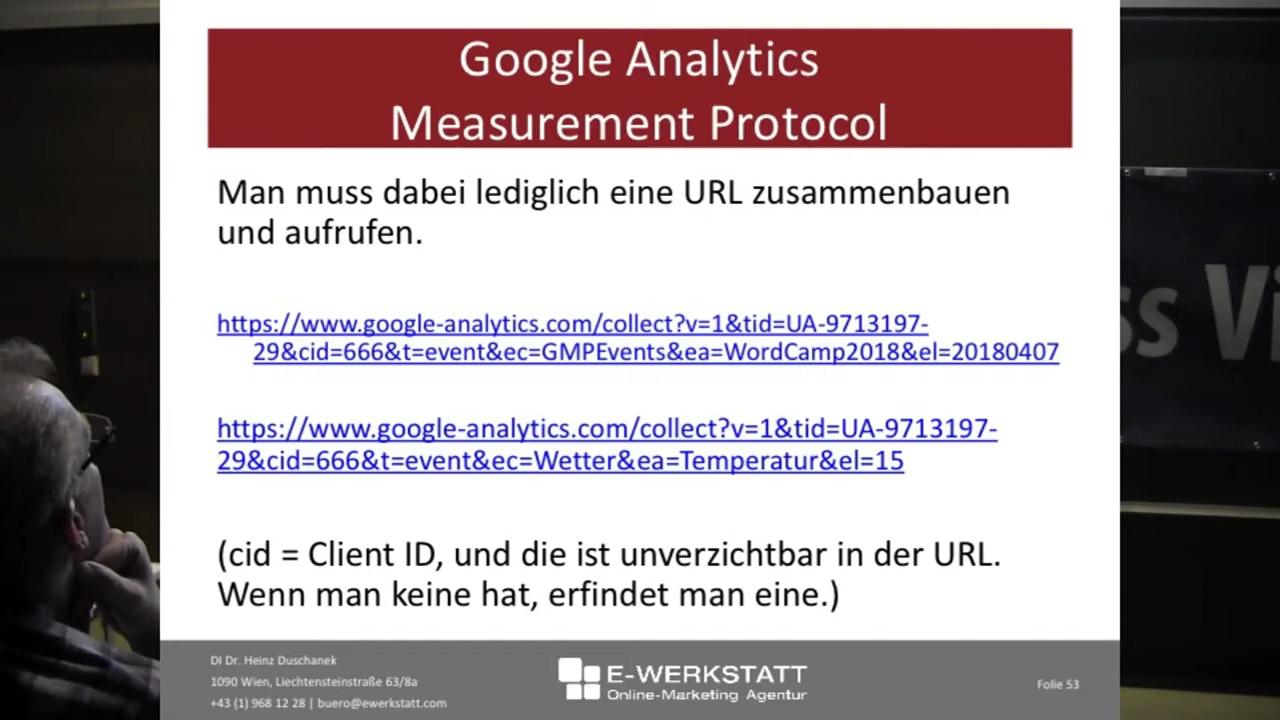 Google Analytics
Measurement Protocol
Man muss dabei lediglich eine URL zusammenbauen
und aufrufen.
https://www.google-analytics.com/collect?v=1&tid=UA-9713197-
29&cid=666&t=event&ec=GMPEvents&ea=WordCamp2018&el=20180407
https://www.google-analytics.com/collect?v=1&tid=UA-9713197-
29&cid=666&t=event&ec=Wetter&ea=Temperatur&el=15
(cid = Client ID, und die ist unverzichtbar in der URL.
Wenn man keine hat, erfindet man eine.)
DI Dr. Heinz Duschanek
1090 Wien, Liechtensteinstraße 63/8a
+43 (1) 968 12 28 | buero@ewerkstatt.com
E-WERKSTATT
Online-Marketing Agentur
Folie 53
ss Vi